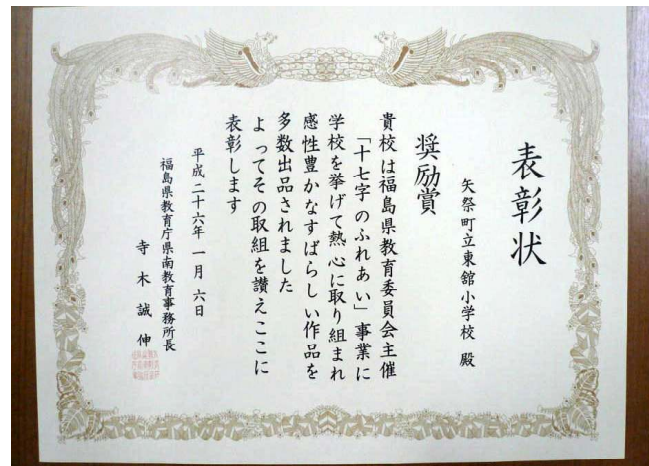 表彰状
矢祭町立東舘小学校 殿
奨励賞
貴校は福島県教育委員会主催
「十七字のふれあい」事業に
学校を挙げて熱心に取り組まれ
感性豊かなすばらしい作品を
多数出品されました
よってその取組を讃えここに
表彰します
平成二十六年一月六日
福島県教育庁県南教育事務所長
寺木誠伸